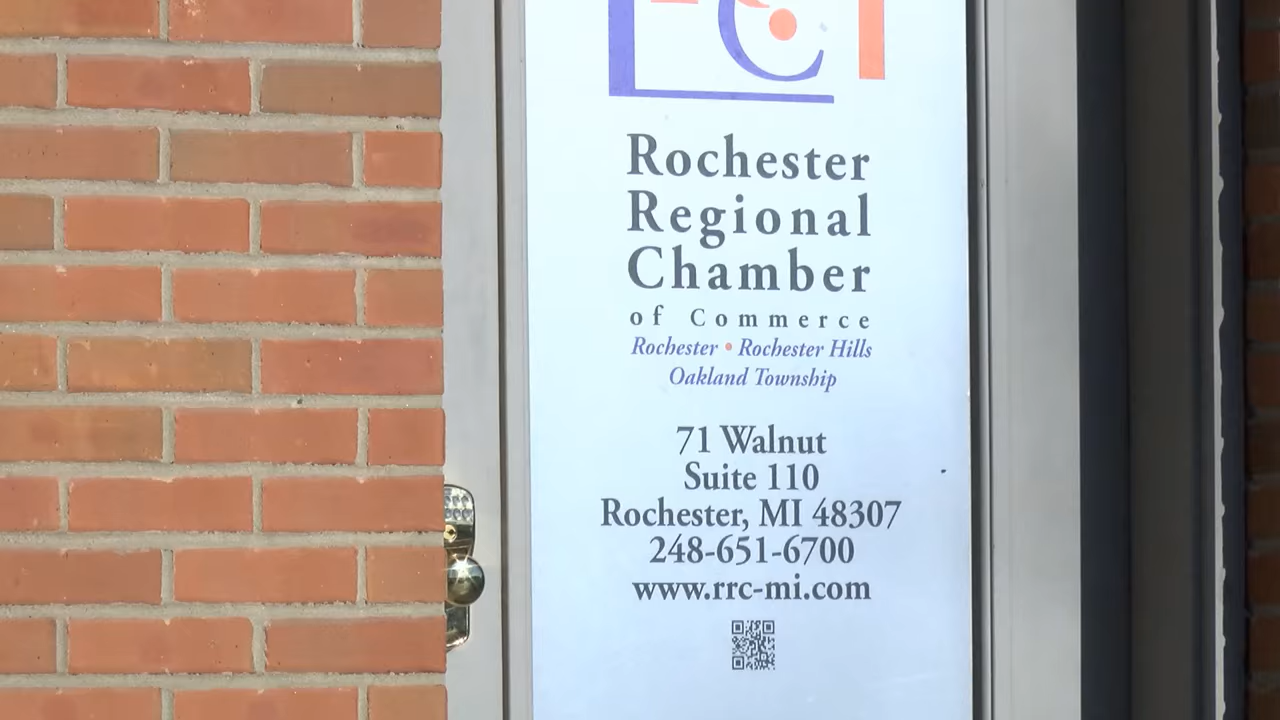 Rochester
Regional
Chamber
of Commerce
Rochester • Rochester Hills
Oakland Township
71 Walnut
Suite 110
Rochester, MI 48307
248-651-6700
www.rrc-mi.com